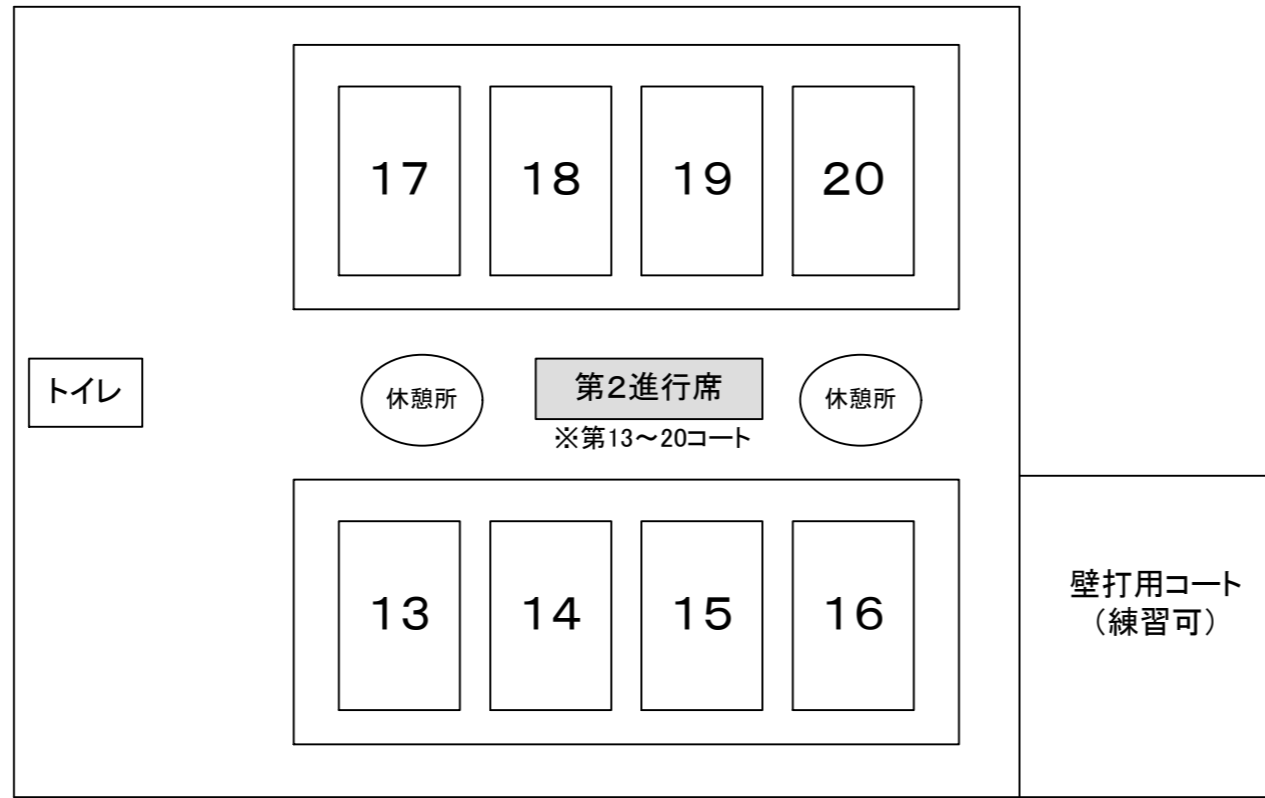 17
18
19
20
トイレ
休憩所
第2進行席
※第13～20コート
休憩所
13
14
15
16
壁打用コート
（練習可）